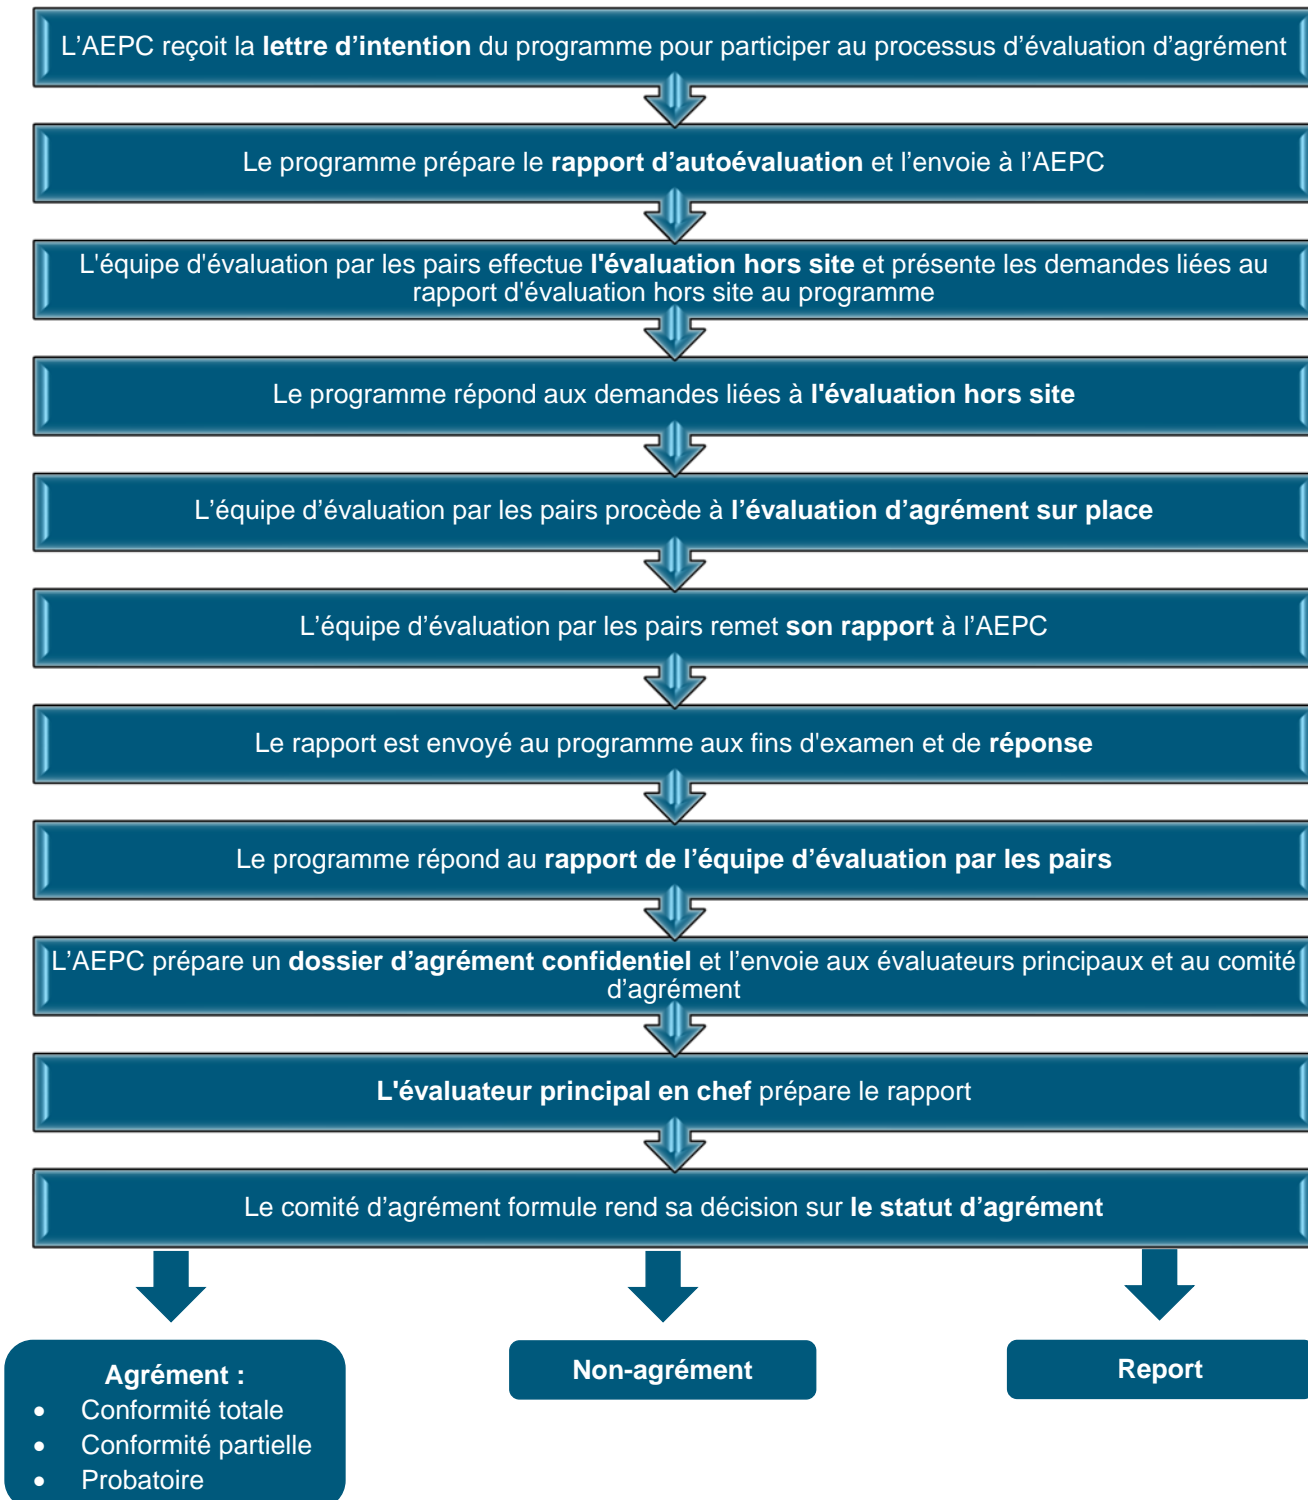 L’AEPC reçoit la lettre d’intention du programme pour participer au processus d’évaluation d’agrément
Le programme prépare le rapport d’autoévaluation et l’envoie à l’AEPC
L'équipe d'évaluation par les pairs effectue l'évaluation hors site et présente les demandes liées au
rapport d'évaluation hors site au programme
Le programme répond aux demandes liées à l'évaluation hors site
L’équipe d’évaluation par les pairs procède à l’évaluation d’agrément sur place
L’équipe d’évaluation par les pairs remet son rapport à l’AEPC
Le rapport est envoyé au programme aux fins d'examen et de réponse
Le programme répond au rapport de l’équipe d’évaluation par les pairs
L’AEPC prépare un dossier d’agrément confidentiel et l’envoie aux évaluateurs principaux et au comité
d’agrément
L'évaluateur principal en chef prépare le rapport
Le comité d’agrément formule rend sa décision sur le statut d’agrément
Agrément :
• Conformité totale
• Conformité partielle
• Probatoire
Non-agrément
Report